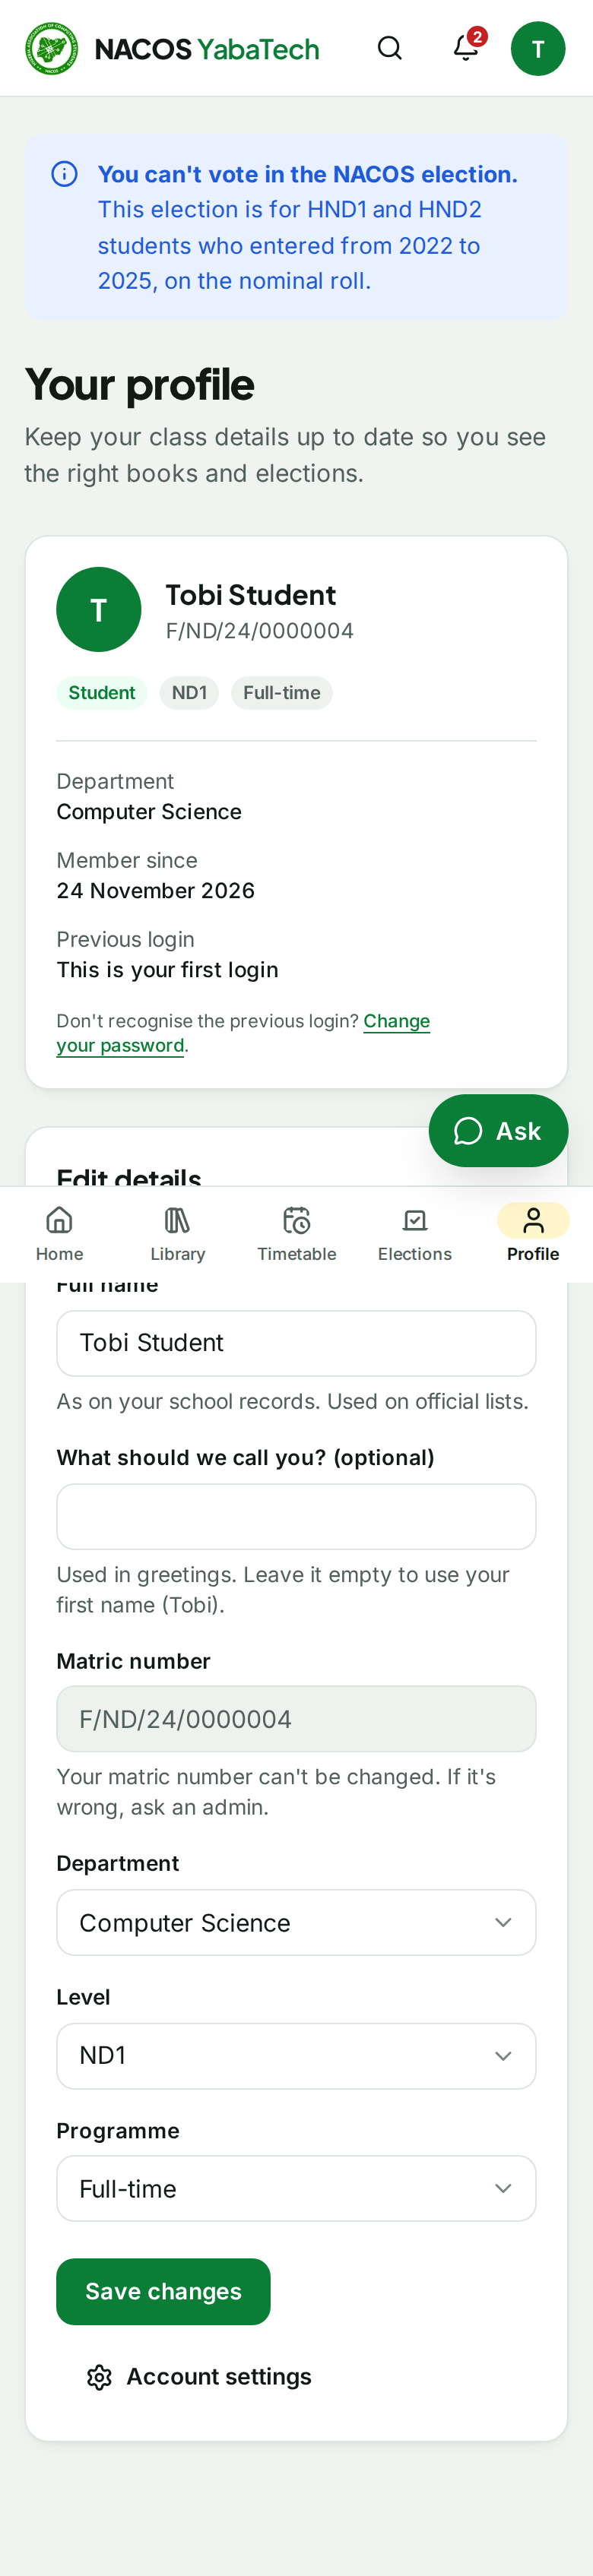 NACOS YabaTech
2
T
You can't vote in the NACOS election.
This election is for HND1 and HND2
students who entered from 2022 to
2025, on the nominal roll.
Your profile
Keep your class details up to date so you see
the right books and elections.
T
Tobi Student
F/ND/24/0000004
Student
ND1
Full-time
Department
Computer Science
Member since
24 November 2026
Previous login
This is your first login
Don't recognise the previous login? Change
your password.
Ask
Edit details
Home
Library
Timetable
Elections
Profile
Full name
Tobi Student
As on your school records. Used on official lists.
What should we call you? (optional)
Used in greetings. Leave it empty to use your
first name (Tobi).
Matric number
F/ND/24/0000004
Your matric number can't be changed. If it's
wrong, ask an admin.
Department
Computer Science
Level
ND1
Programme
Full-time
Save changes
Account settings